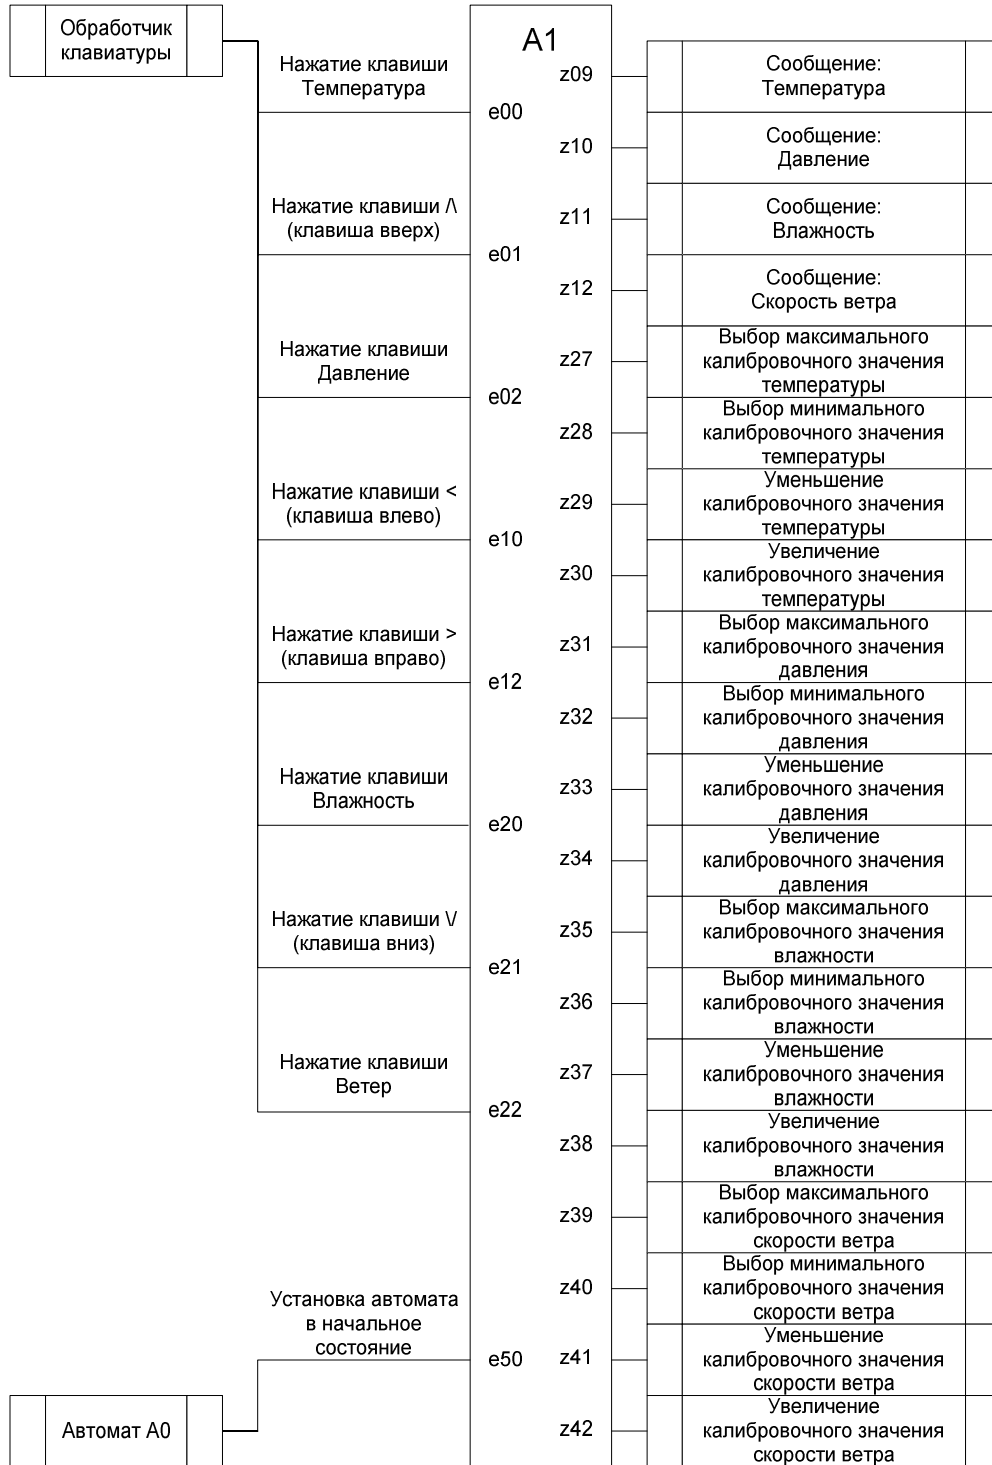 Обработчик
клавиатуры
Нажатие клавиши
Температура
e00
Нажатие клавиши /\
(клавиша вверх)
e01
Нажатие клавиши
Давление
e02
Нажатие клавиши <
(клавиша влево)
e10
Нажатие клавиши >
(клавиша вправо)
e12
Нажатие клавиши
Влажность
e20
Нажатие клавиши \/
(клавиша вниз)
e21
Нажатие клавиши
Ветер
e22
Установка автомата
в начальное
состояние
e50
Автомат A0
A1
z09
Сообщение:
Температура
z10
Сообщение:
Давление
z11
Сообщение:
Влажность
z12
Сообщение:
Скорость ветра
z27
Выбор максимального
калибровочного значения
температуры
z28
Выбор минимального
калибровочного значения
температуры
z29
Уменьшение
калибровочного значения
температуры
z30
Увеличение
калибровочного значения
температуры
z31
Выбор максимального
калибровочного значения
давления
z32
Выбор минимального
калибровочного значения
давления
z33
Уменьшение
калибровочного значения
давления
z34
Увеличение
калибровочного значения
давления
z35
Выбор максимального
калибровочного значения
влажности
z36
Выбор минимального
калибровочного значения
влажности
z37
Уменьшение
калибровочного значения
влажности
z38
Увеличение
калибровочного значения
влажности
z39
Выбор максимального
калибровочного значения
скорости ветра
z40
Выбор минимального
калибровочного значения
скорости ветра
z41
Уменьшение
калибровочного значения
скорости ветра
z42
Увеличение
калибровочного значения
скорости ветра